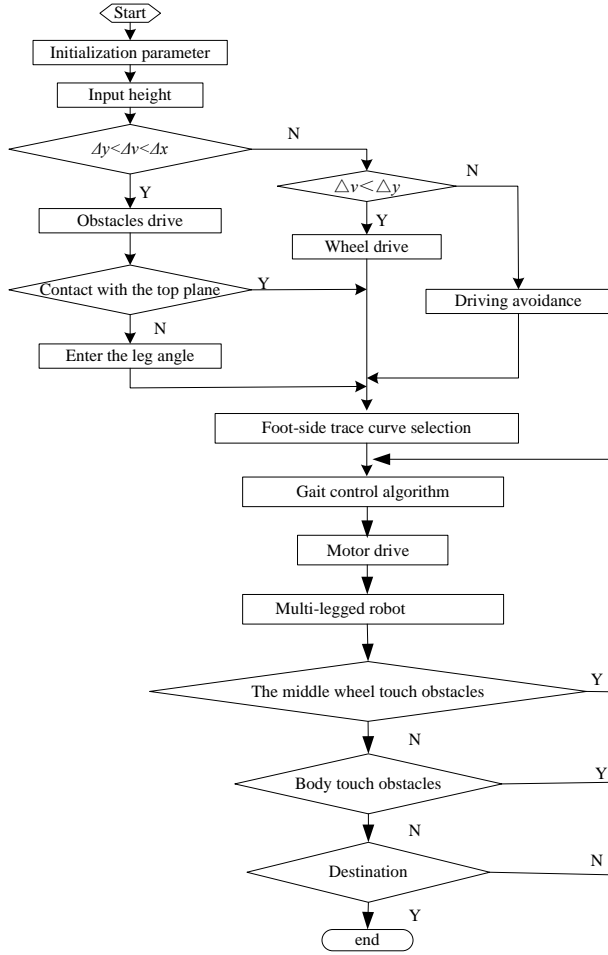 Start
Initialization parameter
Input height
Δy<Δv<Δx
N
Y
△v＜△y
N
Y
Obstacles drive
Wheel drive
Contact with the top plane
Y
Driving avoidance
N
Enter the leg angle
Foot-side trace curve selection
Gait control algorithm
Motor drive
Multi-legged robot
The middle wheel touch obstacles
Y
N
Body touch obstacles
Y
N
Destination
N
Y
end